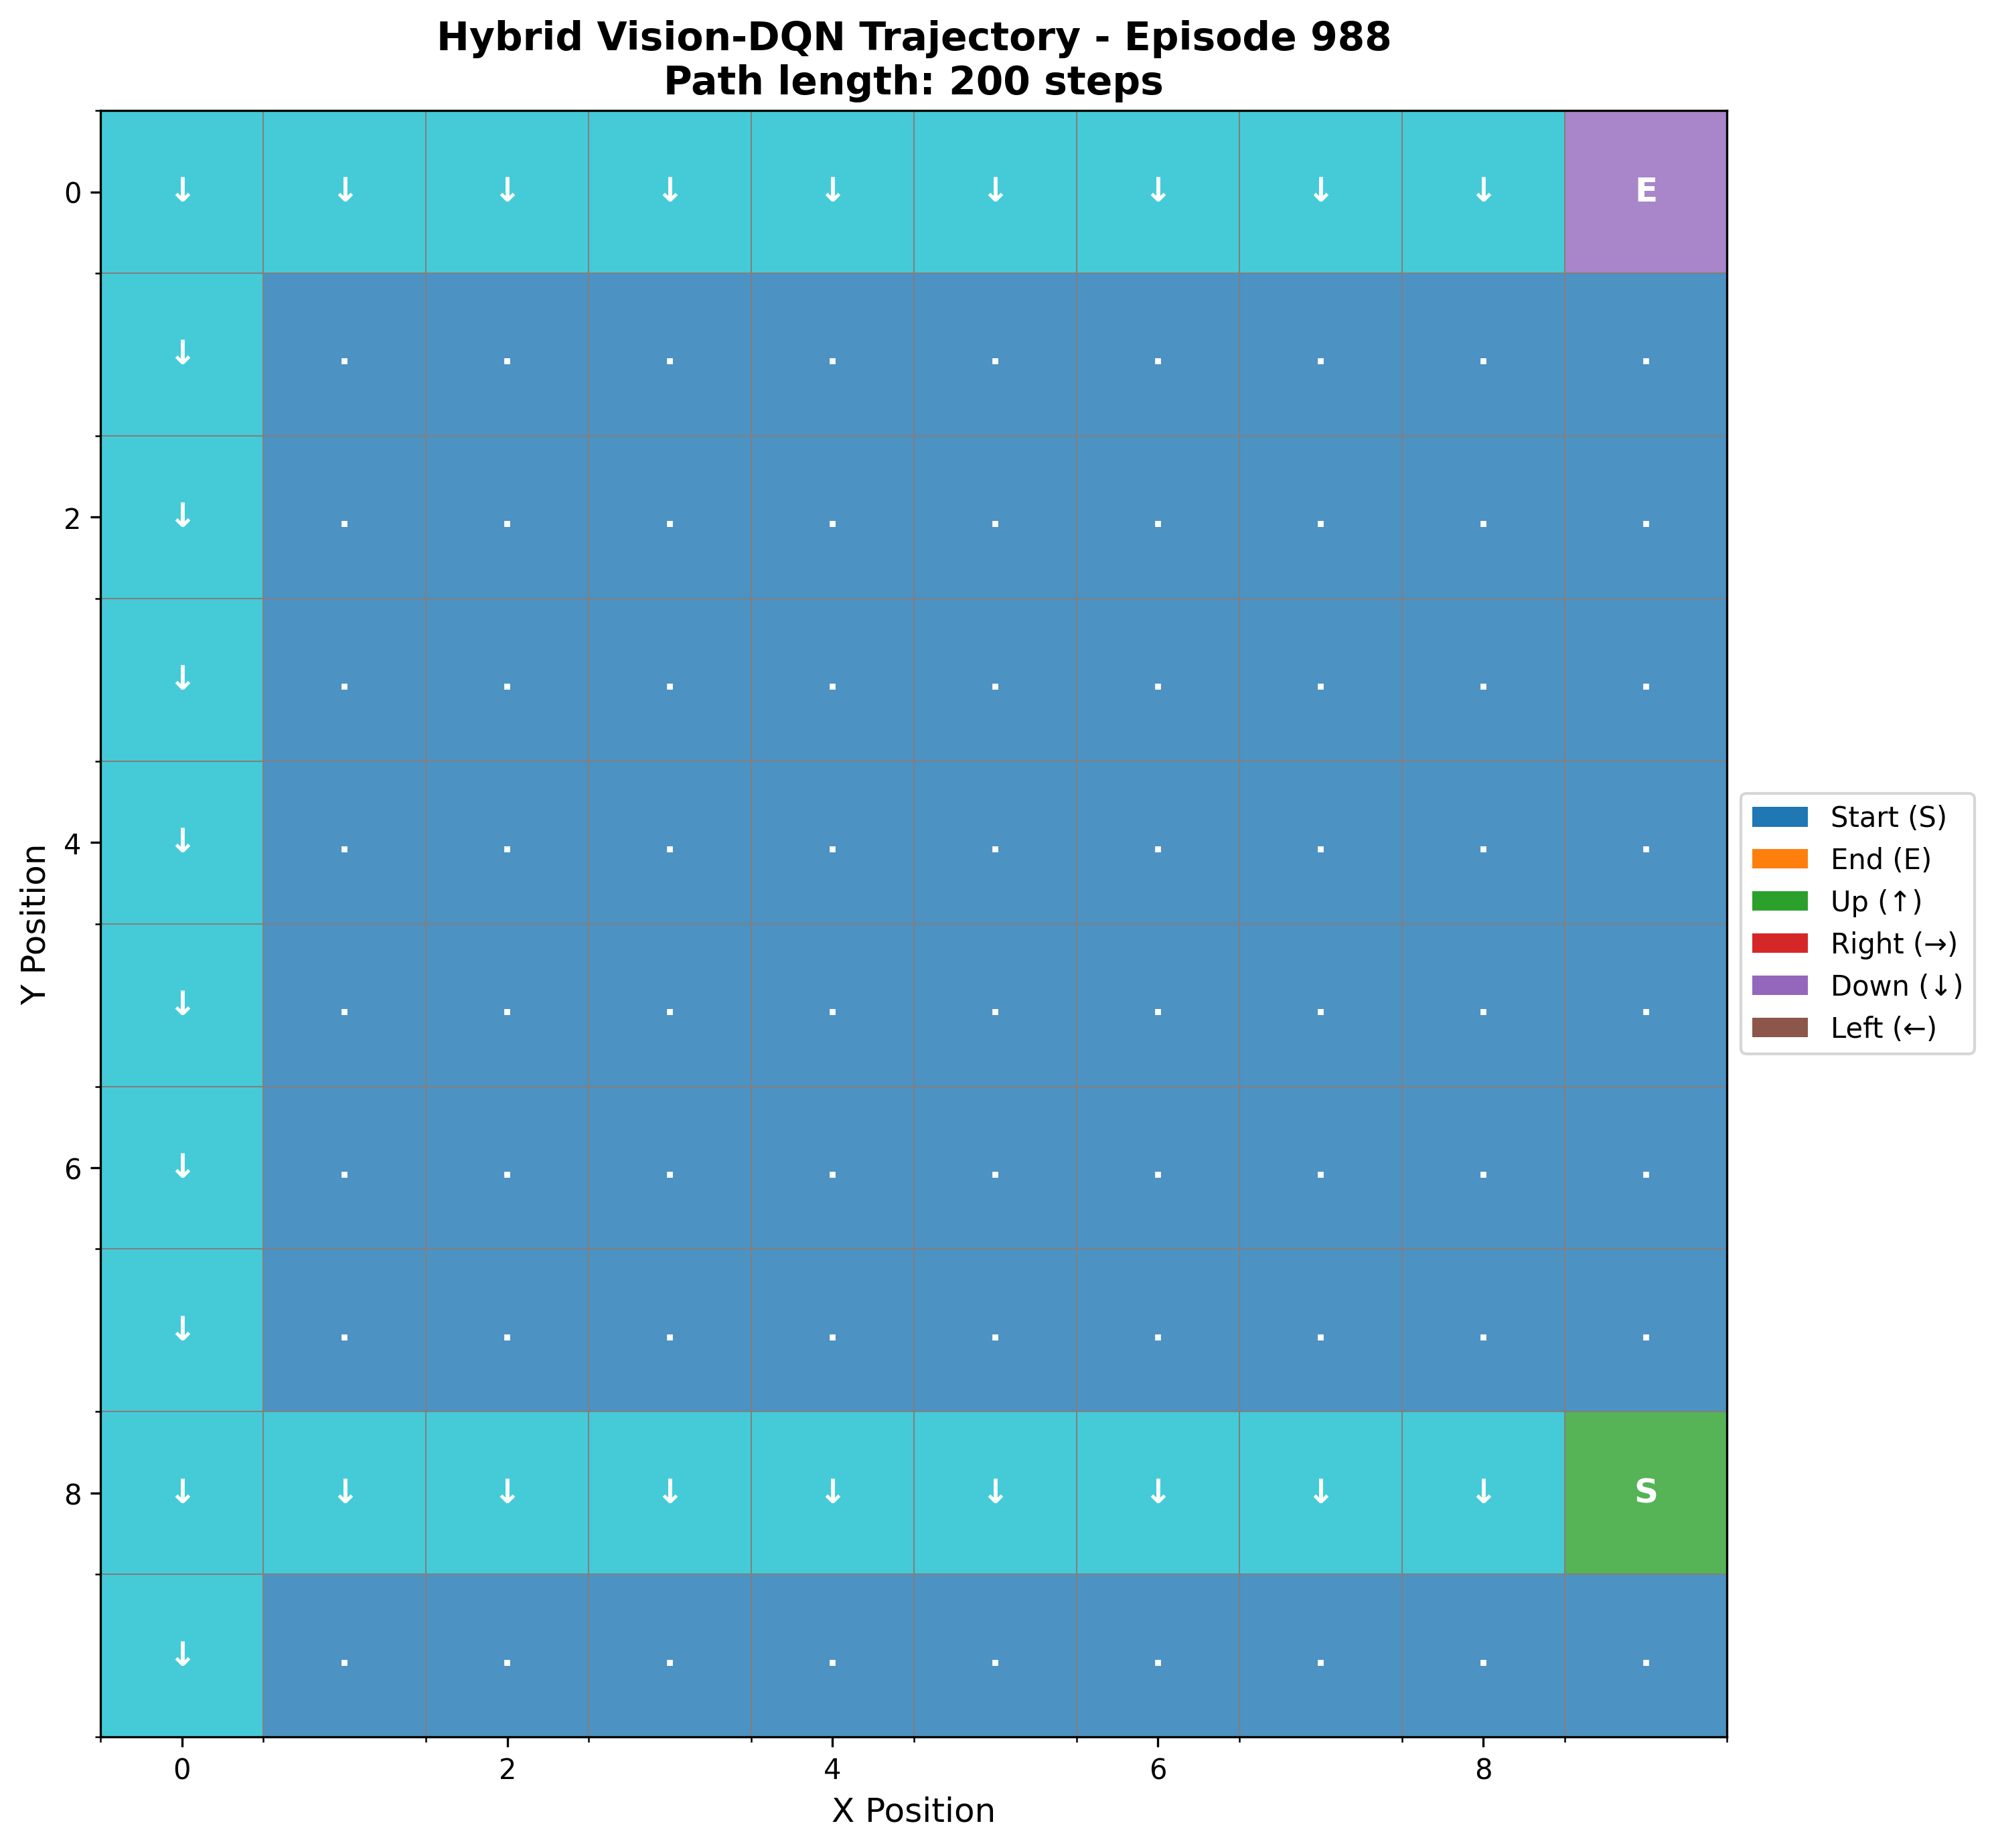 Hybrid Vision-DQN Trajectory - Episode 988
Path length: 200 steps
0 ↓ ↓ ↓ ↓ ↓ ↓ ↓ ↓ ↓ E
↓ . . . . . . . . .
2 ↓ . . . . . . . . .
↓ . . . . . . . . .
4 ↓ . . . . . . . . .
↓ . . . . . . . . .
6 ↓ . . . . . . . . .
↓ . . . . . . . . .
8 ↓ ↓ ↓ ↓ ↓ ↓ ↓ ↓ ↓ S
↓ . . . . . . . . .
0 2 4 6 8
X Position
Y Position
Start (S)
End (E)
Up (↑)
Right (→)
Down (↓)
Left (←)